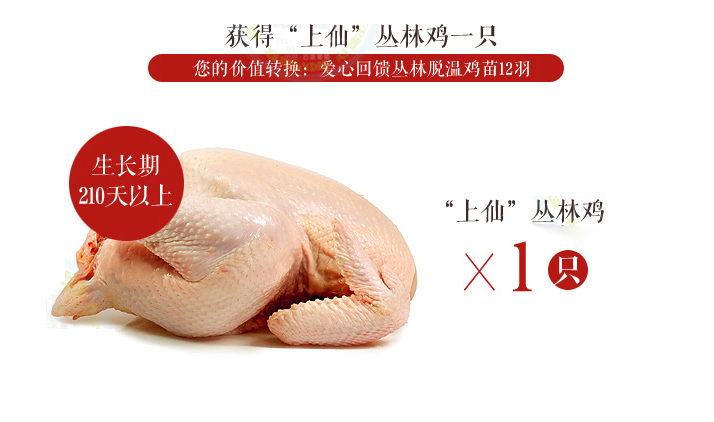 获得“上仙”丛林鸡一只
您的价值转换：爱心回馈丛林脱温鸡苗12羽
生长期
210天以上
“上仙”丛林鸡
×1只